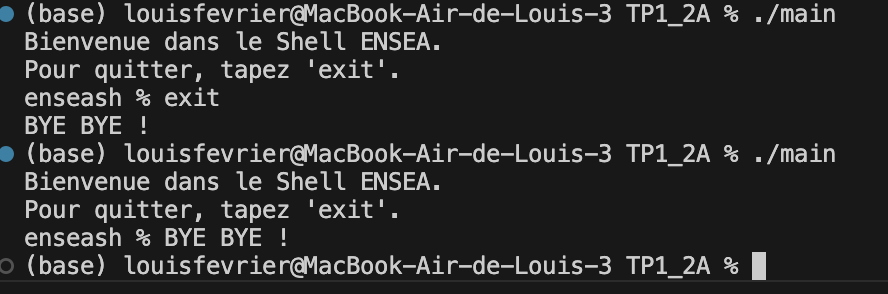 (base) louisfevrier@MacBook-Air-de-Louis-3 TP1_2A % ./main
Bienvenue dans le Shell ENSEA.
Pour quitter, tapez 'exit'.
enseash % exit
BYE BYE !
(base) louisfevrier@MacBook-Air-de-Louis-3 TP1_2A % ./main
Bienvenue dans le Shell ENSEA.
Pour quitter, tapez 'exit'.
enseash % BYE BYE !
(base) louisfevrier@MacBook-Air-de-Louis-3 TP1_2A %